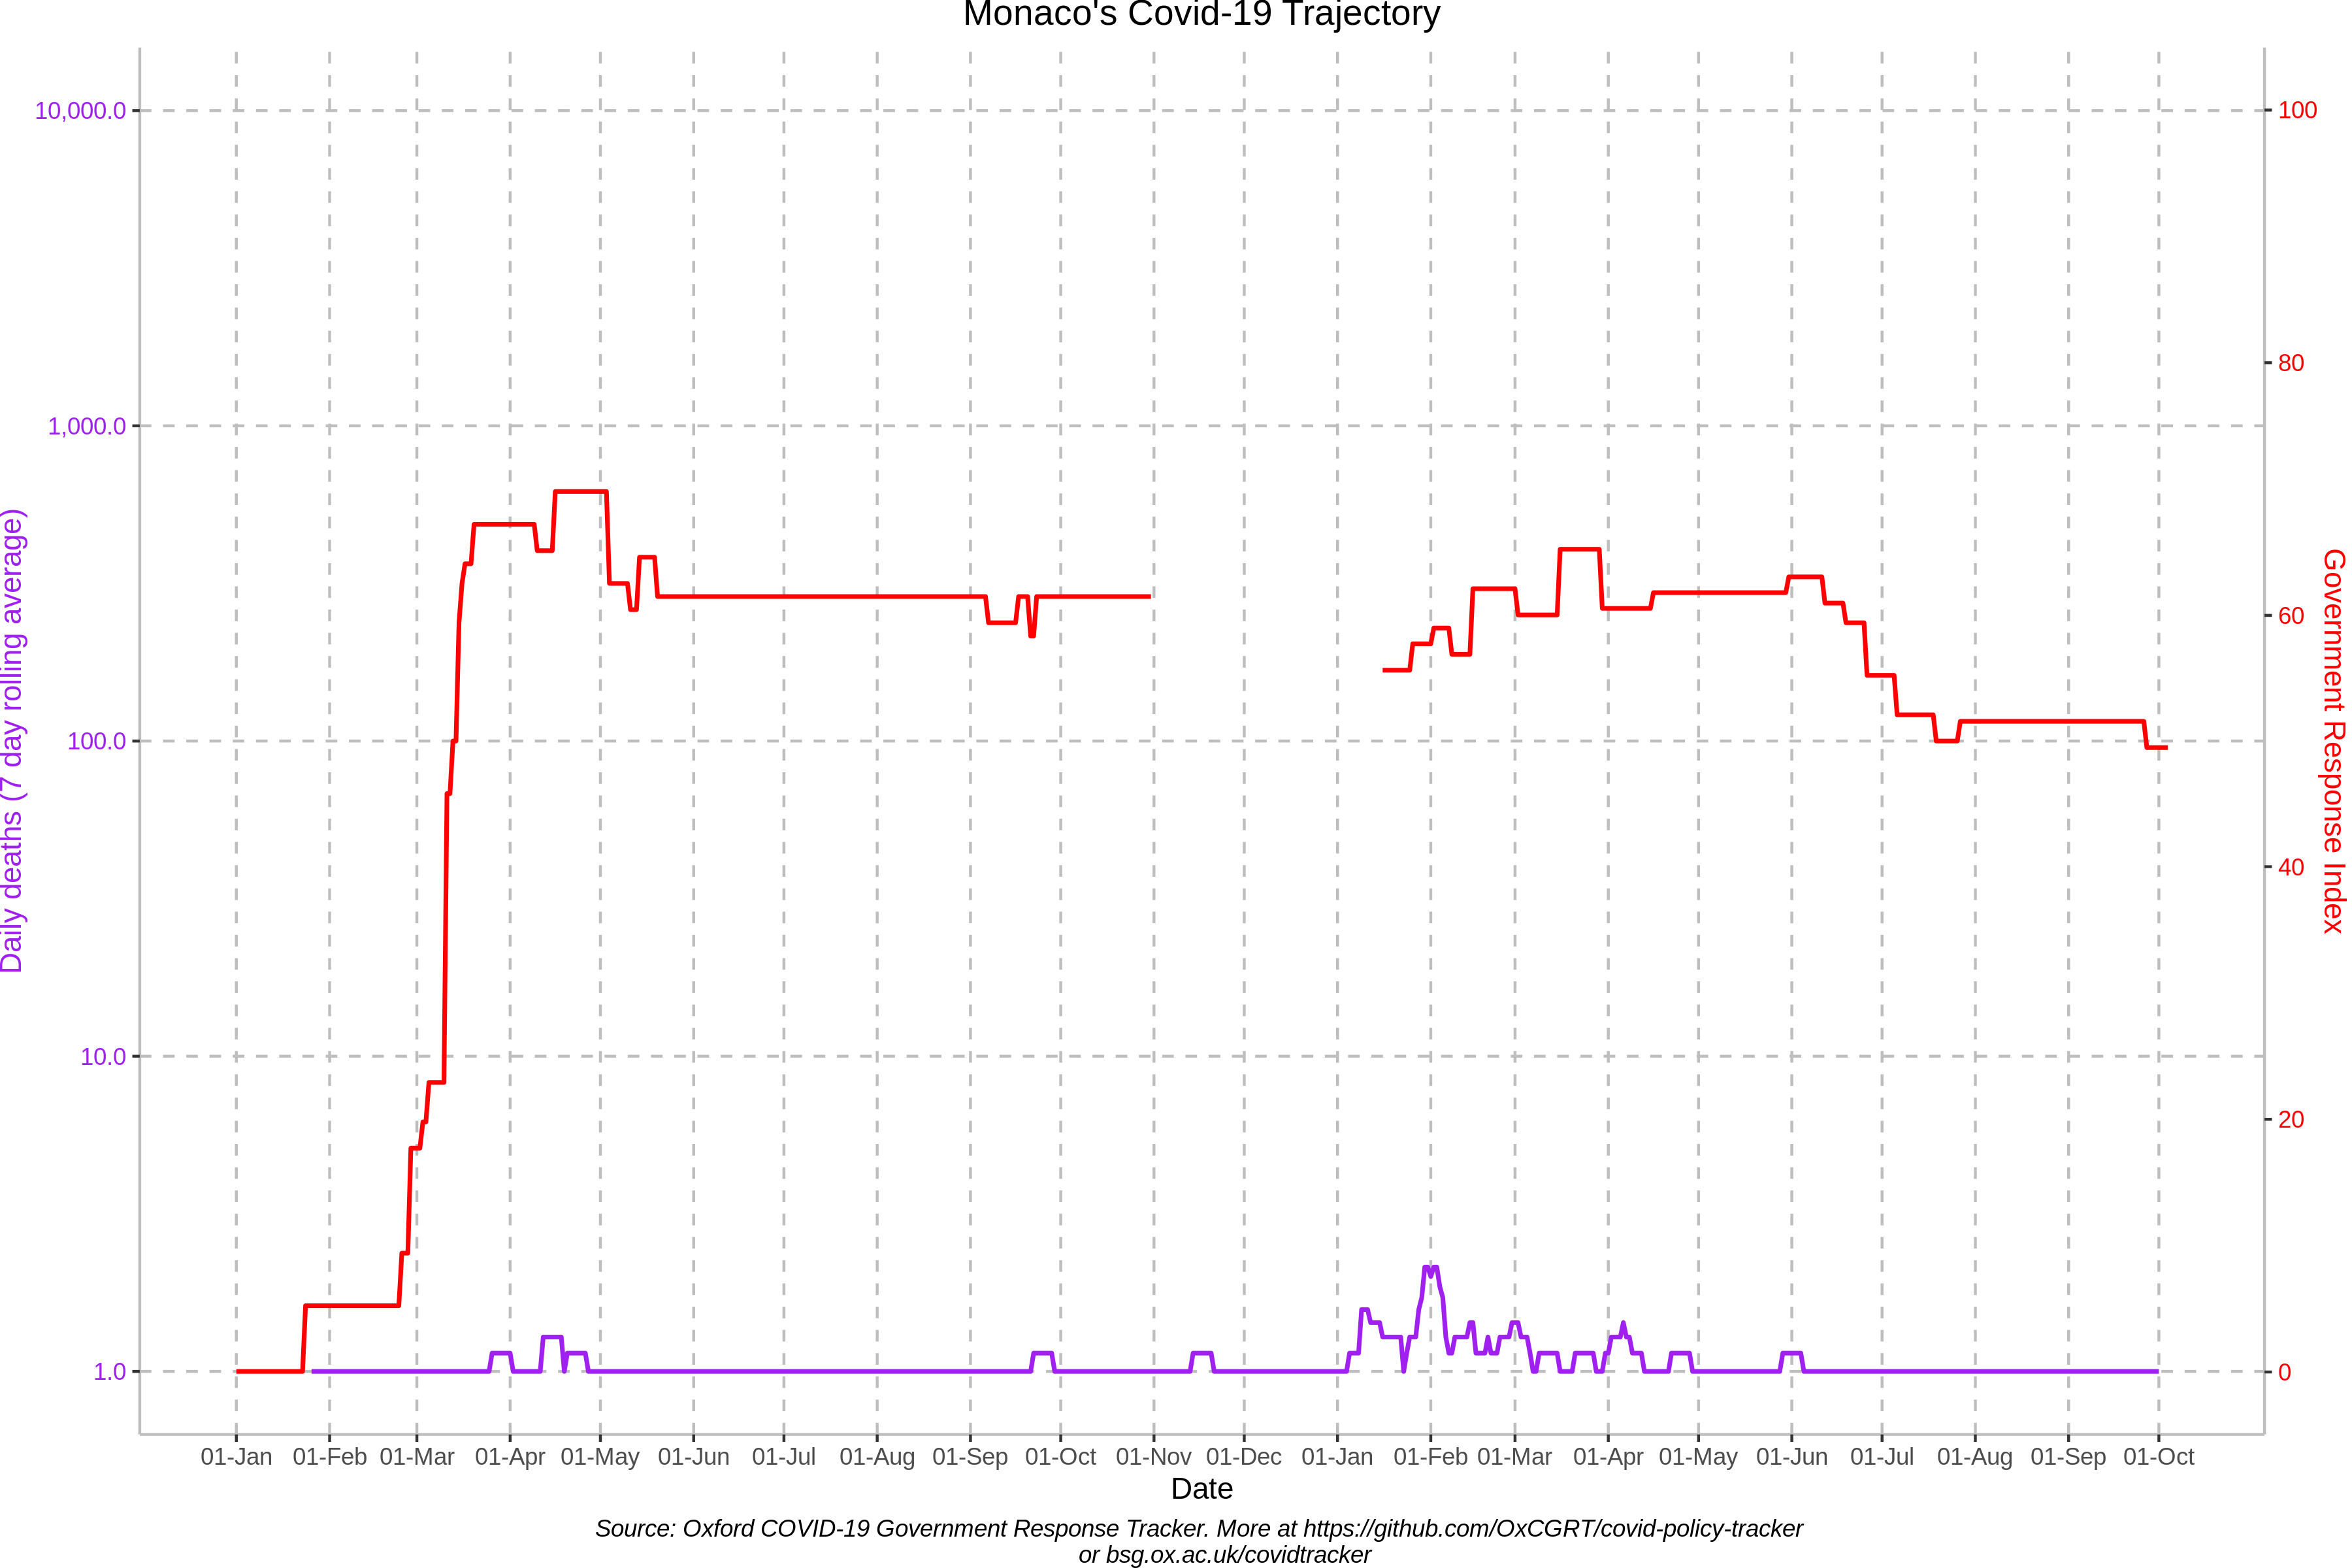 Monaco's Covid-19 Trajectory
10,000.0
1,000.0
100.0
10.0
1.0
Daily deaths (7 day rolling average)
100
80
60
40
20
0
Government Response Index
01-Jan 01-Feb 01-Mar 01-Apr 01-May 01-Jun 01-Jul 01-Aug 01-Sep 01-Oct 01-Nov 01-Dec 01-Jan 01-Feb 01-Mar 01-Apr 01-May 01-Jun 01-Jul 01-Aug 01-Sep 01-Oct
Date
Source: Oxford COVID-19 Government Response Tracker. More at https://github.com/OxCGRT/covid-policy-tracker
or bsg.ox.ac.uk/covidtracker